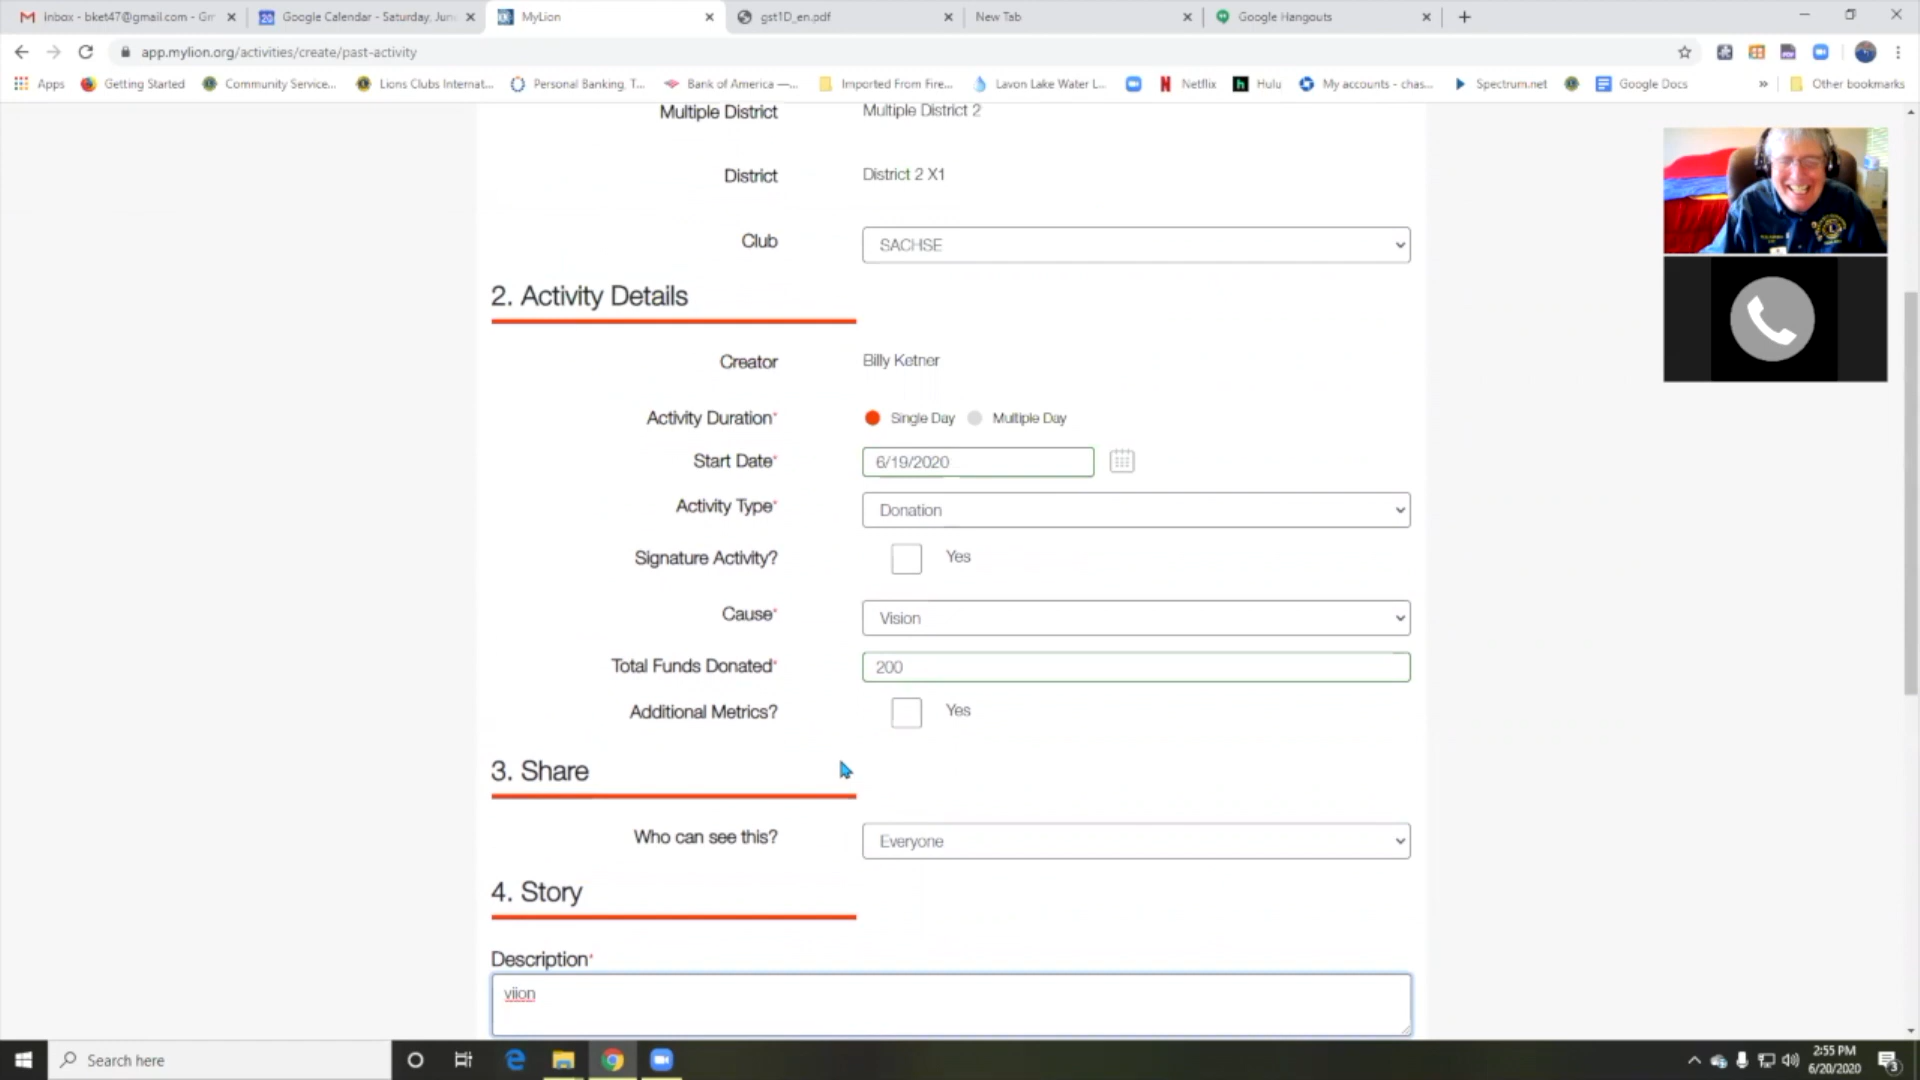 Inbox - bket47@gmail.com - Gm
Google Calendar - Saturday, Jun
MyLion
gst1D_en.pdf
New Tab
Google Hangouts
app.mylion.org/activities/create/past-activity
Apps
Getting Started
Community Service...
Lions Clubs Internat...
Personal Banking, T...
Bank of America —...
Imported From Fire...
Lavon Lake Water L...
Netflix
Hulu
My accounts - chas...
Spectrum.net
Google Docs
»
Other bookmarks
Multiple District
Multiple District 2
District
District 2 X1
Club
SACHSE
2. Activity Details
Creator
Billy Ketner
Activity Duration*
Single Day
Multiple Day
Start Date*
6/19/2020
Activity Type*
Donation
Signature Activity?
Yes
Cause*
Vision
Total Funds Donated*
200
Additional Metrics?
Yes
3. Share
Who can see this?
Everyone
4. Story
Description*
viion
Search here
2:55 PM
6/20/2020
3